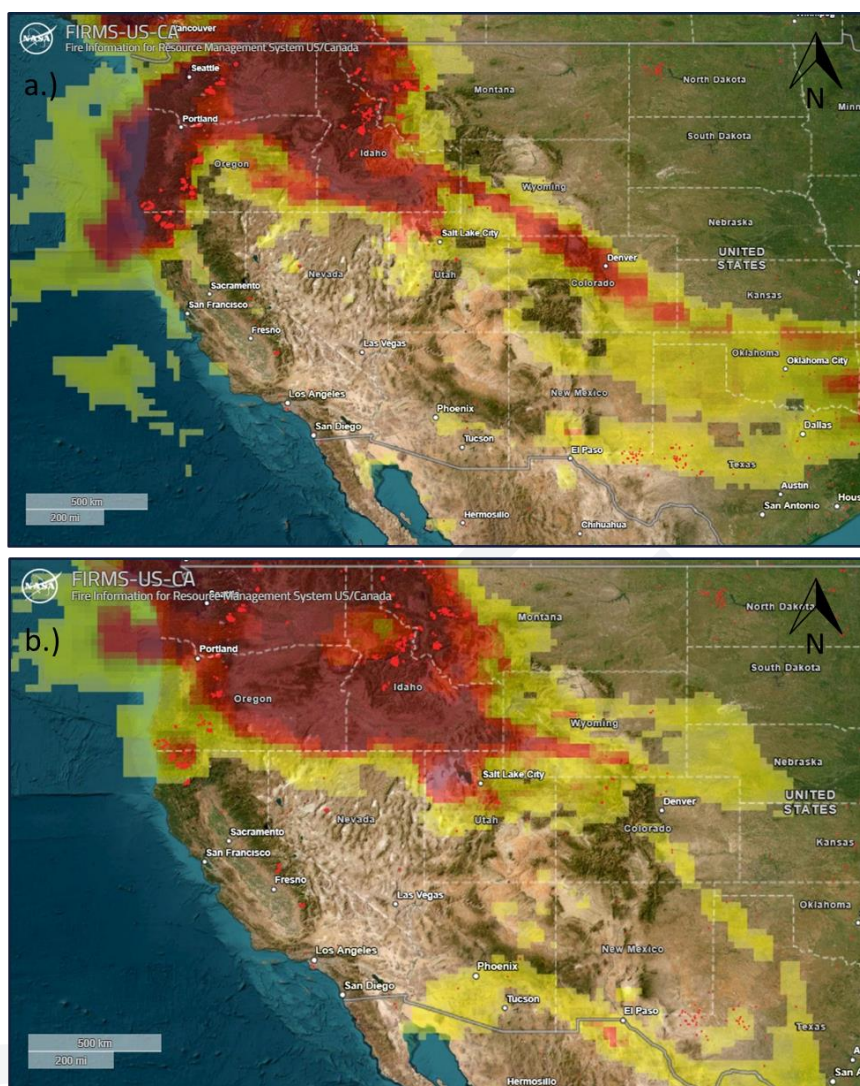 FIRMS-US-CA
Fire Information for Resource Management System US/Canada
NASA
a.)
N
Vancouver
Winnipeg
Seattle
Montana
North Dakota
Portland
South Dakota
Oregon
Idaho
Wyoming
Nebraska
Salt Lake City
UNITED
STATES
Nevada
Utah
Denver
Colorado
Kansas
Sacramento
San Francisco
Fresno
Las Vegas
Oklahoma
Oklahoma City
Los Angeles
New Mexico
Phoenix
San Diego
Tucson
Dallas
El Paso
Texas
Austin
San Antonio
Hermosillo
Chihuahua
500 km
200 mi
FIRMS-US-CA
Fire Information for Resource Management System US/Canada
NASA
b.)
N
Montana
North Dakota
Portland
South Dakota
Oregon
Idaho
Wyoming
Nebraska
Salt Lake City
UNITED
STATES
Nevada
Utah
Denver
Colorado
Kansas
Sacramento
San Francisco
Fresno
Las Vegas
Oklahoma
Los Angeles
New Mexico
Phoenix
San Diego
Tucson
El Paso
Texas
Hermosillo
500 km
200 mi